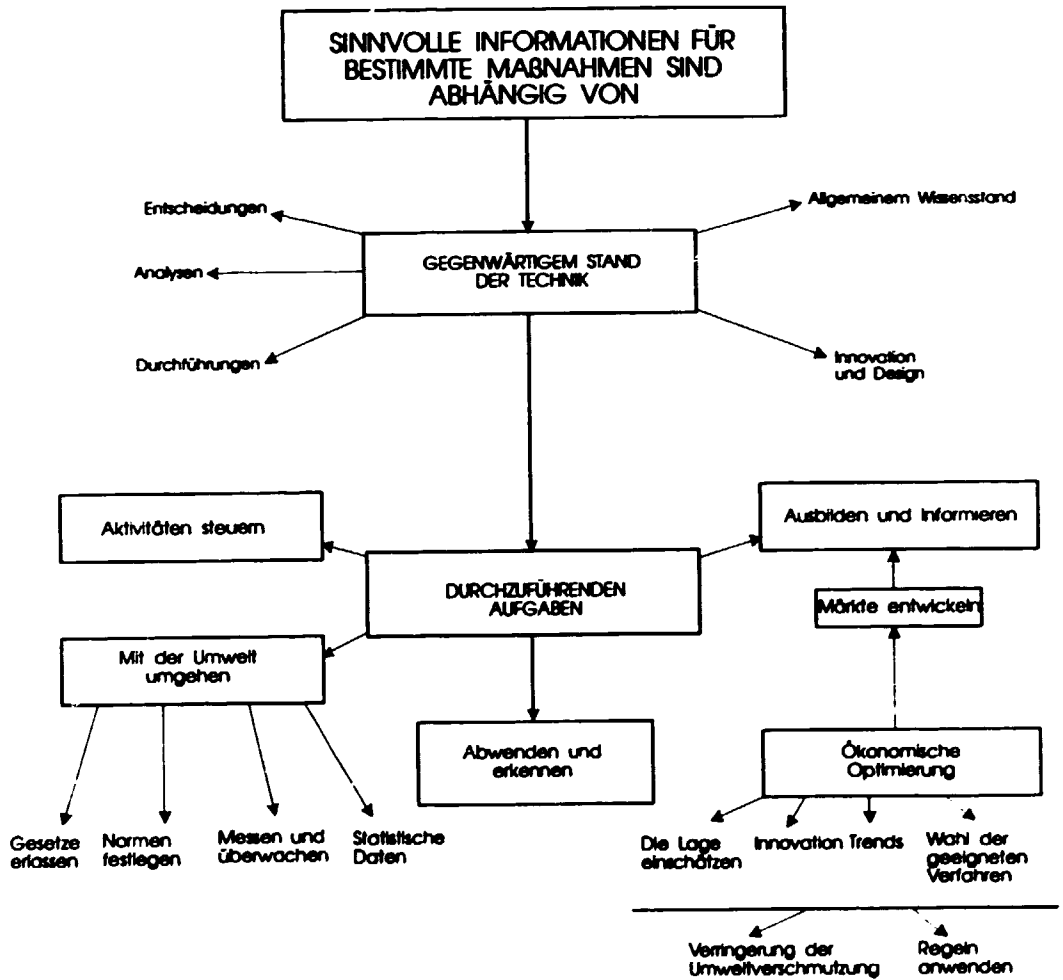 SINNVOLLE INFORMATIONEN FÜR
BESTIMMTE MAßNAHMEN SIND
ABHÄNGIG VON
Entscheidungen
Allgemeinem Wissensstand
GEGENWÄRTIGEM STAND
DER TECHNIK
Analysen
Durchführungen
Innovation
und Design
Aktivitäten steuern
Ausbilden und Informieren
DURCHZUFÜHRENDEN
AUFGABEN
Märkte entwickeln
Mit der Umwelt
umgehen
Abwenden und
erkennen
Ökonomische
Optimierung
Gesetze
erlassen
Normen
festlegen
Messen und
überwachen
Statistische
Daten
Die Lage
einschätzen
Innovation Trends
Wahl der
geeigneten
Verfahren
Verringerung der
Umweltverschmutzung
Regeln
anwenden